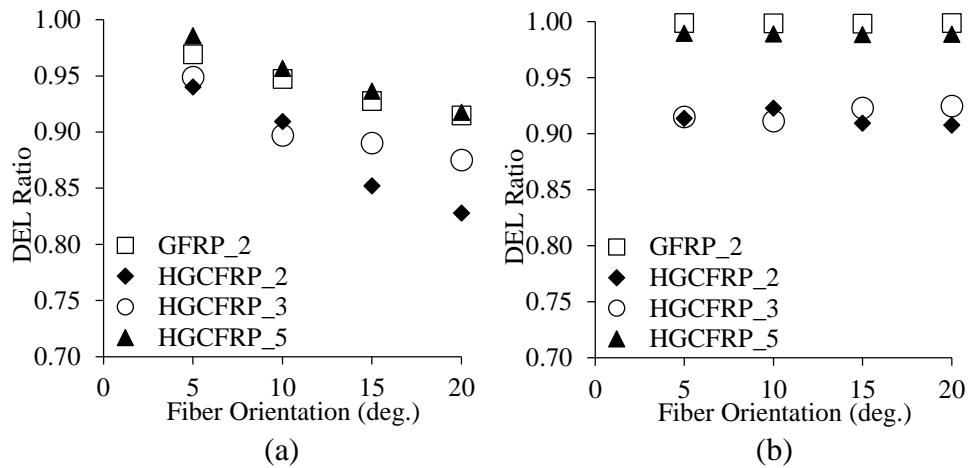 1.00
0.95
0.90
0.85
0.80
0.75
0.70
DEL Ratio
GFRP_2
HGCFRP_2
HGCFRP_3
HGCFRP_5
0 5 10 15 20
Fiber Orientation (deg.)
(a)
1.00
0.95
0.90
0.85
0.80
0.75
0.70
DEL Ratio
GFRP_2
HGCFRP_2
HGCFRP_3
HGCFRP_5
0 5 10 15 20
Fiber Orientation (deg.)
(b)